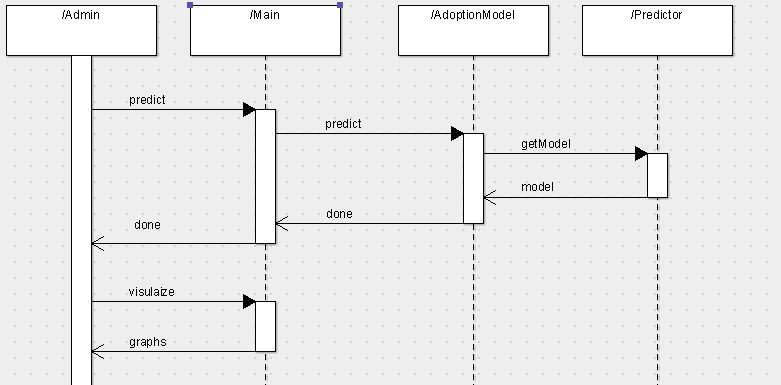 /Admin
/Main
/AdoptionModel
/Predictor
predict
predict
getModel
model
done
done
visulaize
graphs